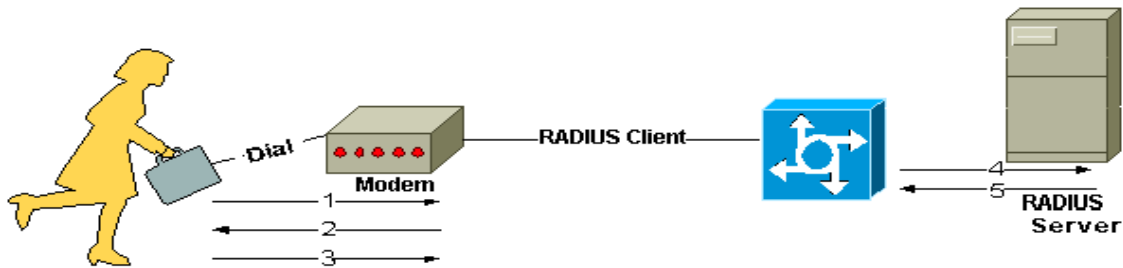 Dial
Modem
RADIUS Client
1
2
3
4
5
RADIUS
Server